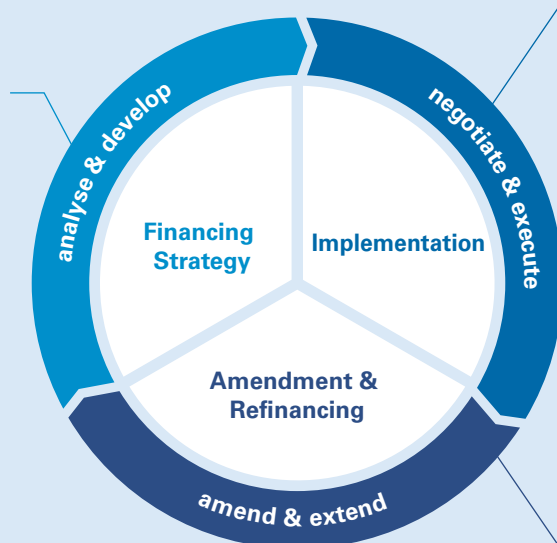 analyse & develop
negotiate & execute
Financing
Strategy
Implementation
Amendment &
Refinancing
amend & extend